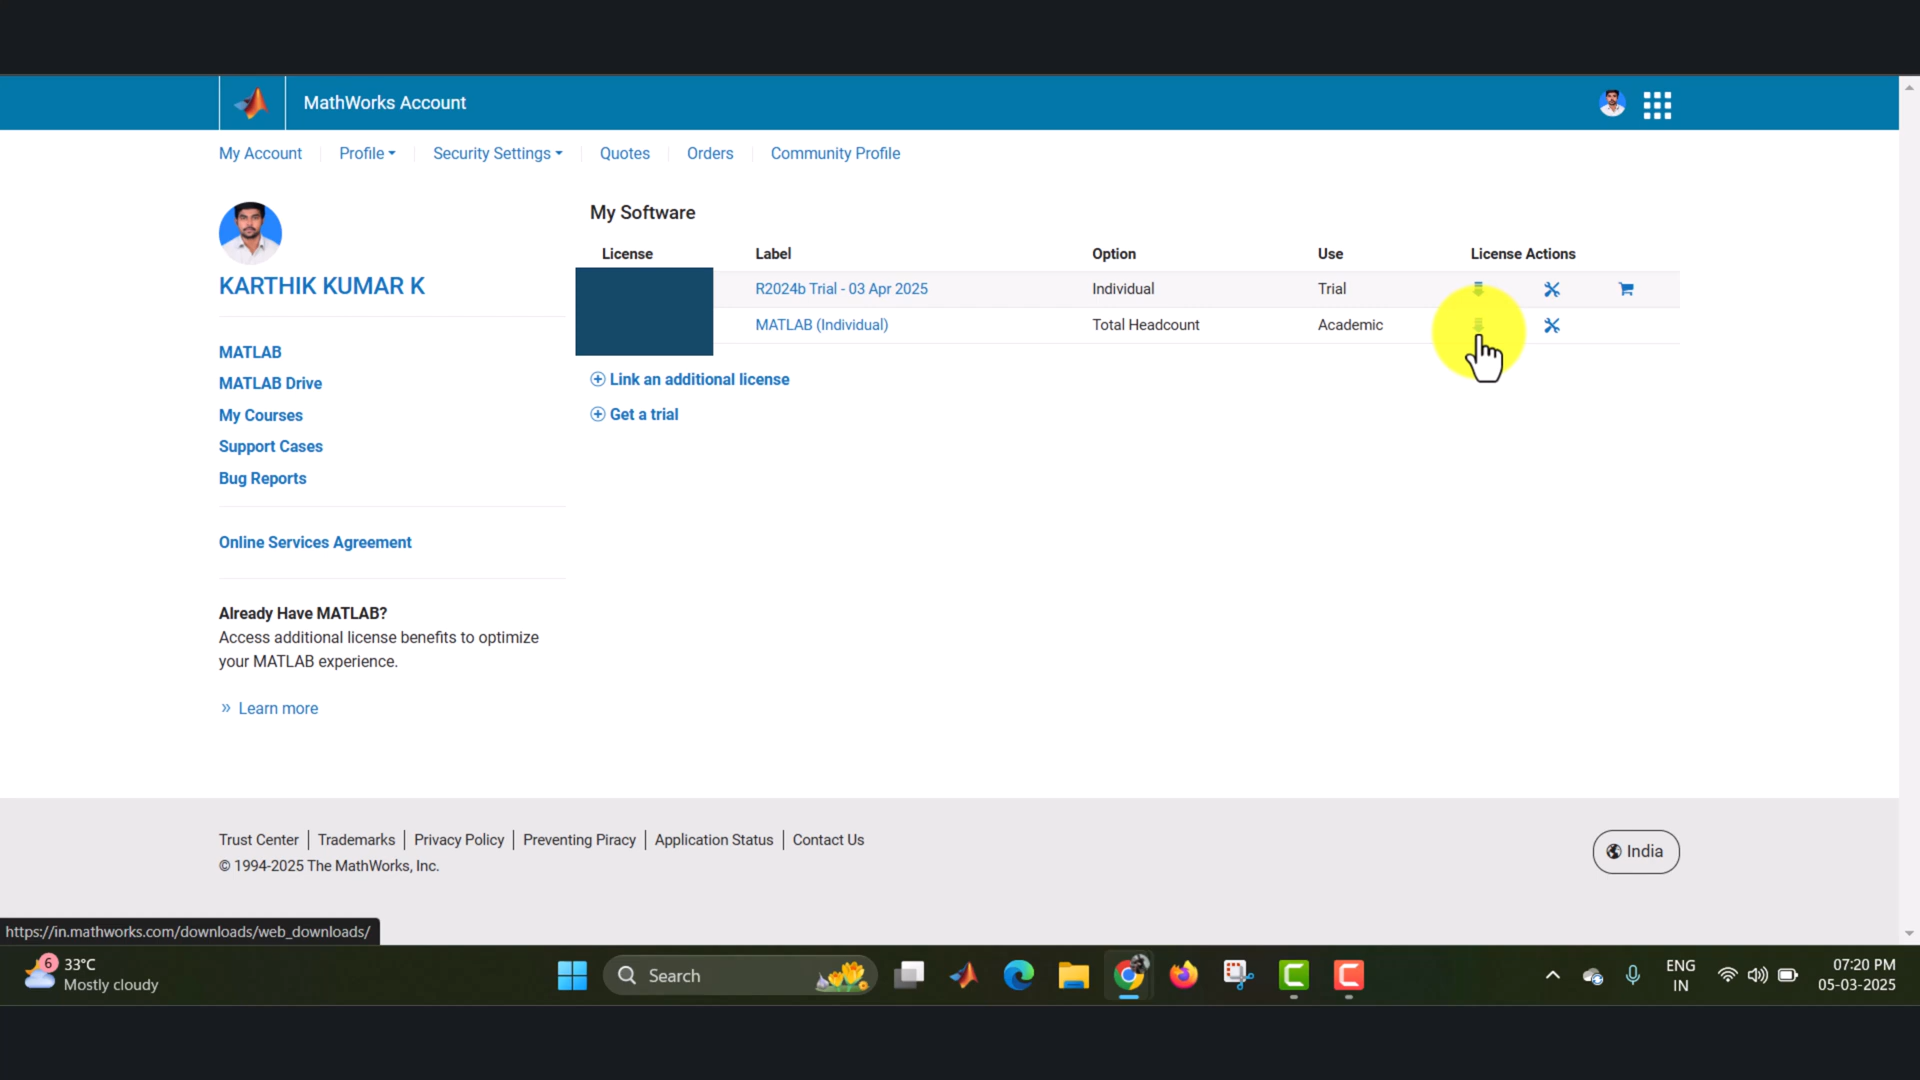 MathWorks Account
My Account
Profile
Security Settings
Quotes
Orders
Community Profile
KARTHIK KUMAR K
MATLAB
MATLAB Drive
My Courses
Support Cases
Bug Reports
Online Services Agreement
Already Have MATLAB?
Access additional license benefits to optimize
your MATLAB experience.
» Learn more
My Software
License Label Option Use License Actions
R2024b Trial - 03 Apr 2025 Individual Trial
MATLAB (Individual) Total Headcount Academic
Link an additional license
Get a trial
Trust Center | Trademarks | Privacy Policy | Preventing Piracy | Application Status | Contact Us
© 1994-2025 The MathWorks, Inc.
India
https://in.mathworks.com/downloads/web_downloads/
6
33°C
Mostly cloudy
Search
ENG
IN
07:20 PM
05-03-2025